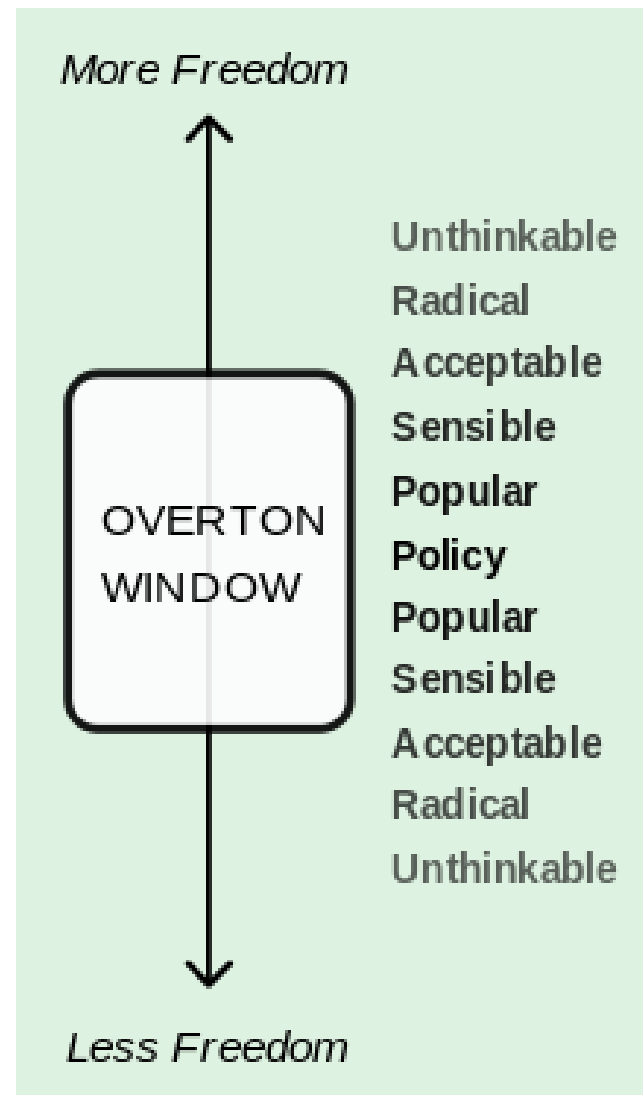 More Freedom
Unthinkable
Radical
Acceptable
Sensible
Popular
Policy
Popular
Sensible
Acceptable
Radical
Unthinkable
OVERTON
WINDOW
Less Freedom